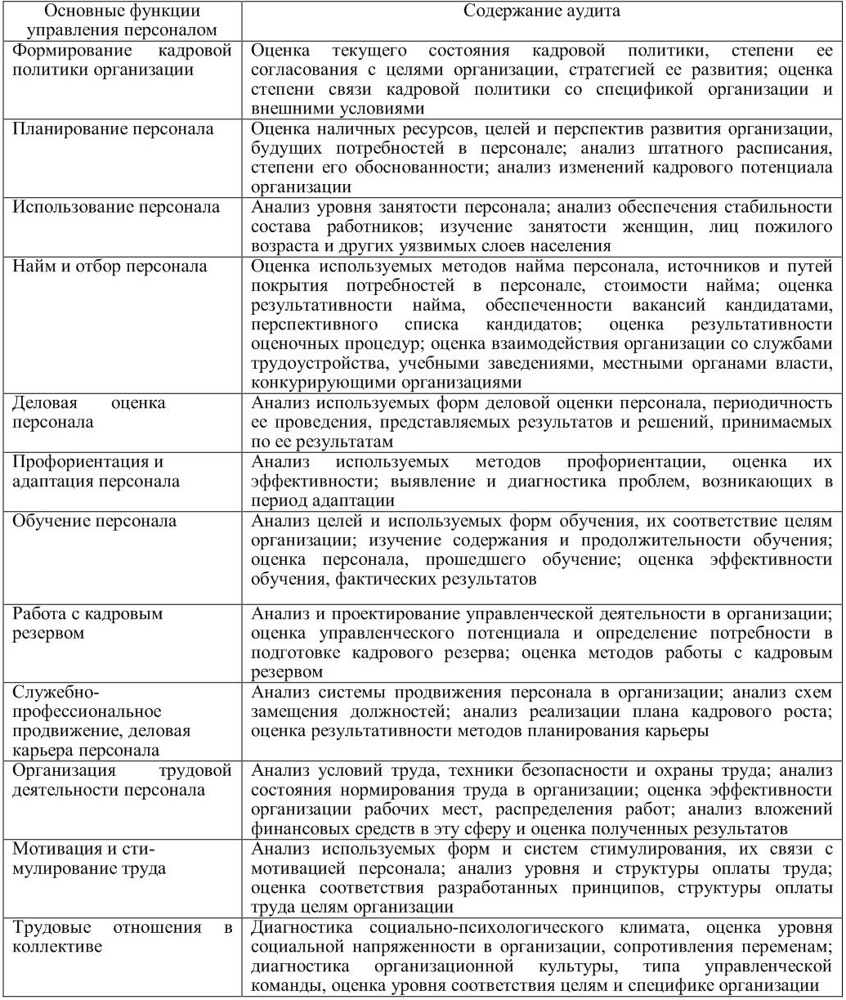 Основные функции
управления персоналом
Содержание аудита
Формирование кадровой
политики организации
Оценка текущего состояния кадровой политики, степени ее
согласования с целями организации, стратегией ее развития; оценка
степени связи кадровой политики со спецификой организации и
внешними условиями
Планирование персонала
Оценка наличных ресурсов, целей и перспектив развития организации,
будущих потребностей в персонале; анализ штатного расписания,
степени его обоснованности; анализ изменений кадрового потенциала
организации
Использование персонала
Анализ уровня занятости персонала; анализ обеспечения стабильности
состава работников; изучение занятости женщин, лиц пожилого
возраста и других уязвимых слоев населения
Найм и отбор персонала
Оценка используемых методов найма персонала, источников и путей
покрытия потребностей в персонале, стоимости найма; оценка
результативности найма, обеспеченности вакансий кандидатами,
перспективного списка кандидатов; оценка результативности
оценочных процедур; оценка взаимодействия организации со службами
трудоустройства, учебными заведениями, местными органами власти,
конкурирующими организациями
Деловая оценка
персонала
Анализ используемых форм деловой оценки персонала, периодичность
ее проведения, представляемых результатов и решений, принимаемых
по ее результатам
Профориентация и
адаптация персонала
Анализ используемых методов профориентации, оценка их
эффективности; выявление и диагностика проблем, возникающих в
период адаптации
Обучение персонала
Анализ целей и используемых форм обучения, их соответствие целям
организации; изучение содержания и продолжительности обучения;
оценка персонала, прошедшего обучение; оценка эффективности
обучения, фактических результатов
Работа с кадровым
резервом
Анализ и проектирование управленческой деятельности в организации;
оценка управленческого потенциала и определение потребности в
подготовке кадрового резерва; оценка методов работы с кадровым
резервом
Служебно-
профессиональное
продвижение, деловая
карьера персонала
Анализ системы продвижения персонала в организации; анализ схем
замещения должностей; анализ реализации плана кадрового роста;
оценка результативности методов планирования карьеры
Организация трудовой
деятельности персонала
Анализ условий труда, техники безопасности и охраны труда; анализ
состояния нормирования труда в организации; оценка эффективности
организации рабочих мест, распределения работ; анализ вложений
финансовых средств в эту сферу и оценка полученных результатов
Мотивация и сти-
мулирование труда
Анализ используемых форм и систем стимулирования, их связи с
мотивацией персонала; анализ уровня и структуры оплаты труда;
оценка соответствия разработанных принципов, структуры оплаты
труда целям организации
Трудовые отношения в
коллективе
Диагностика социально-психологического климата, оценка уровня
социальной напряженности в организации, сопротивления переменам;
диагностика организационной культуры, типа управленческой
команды, оценка уровня соответствия целям и специфике организации